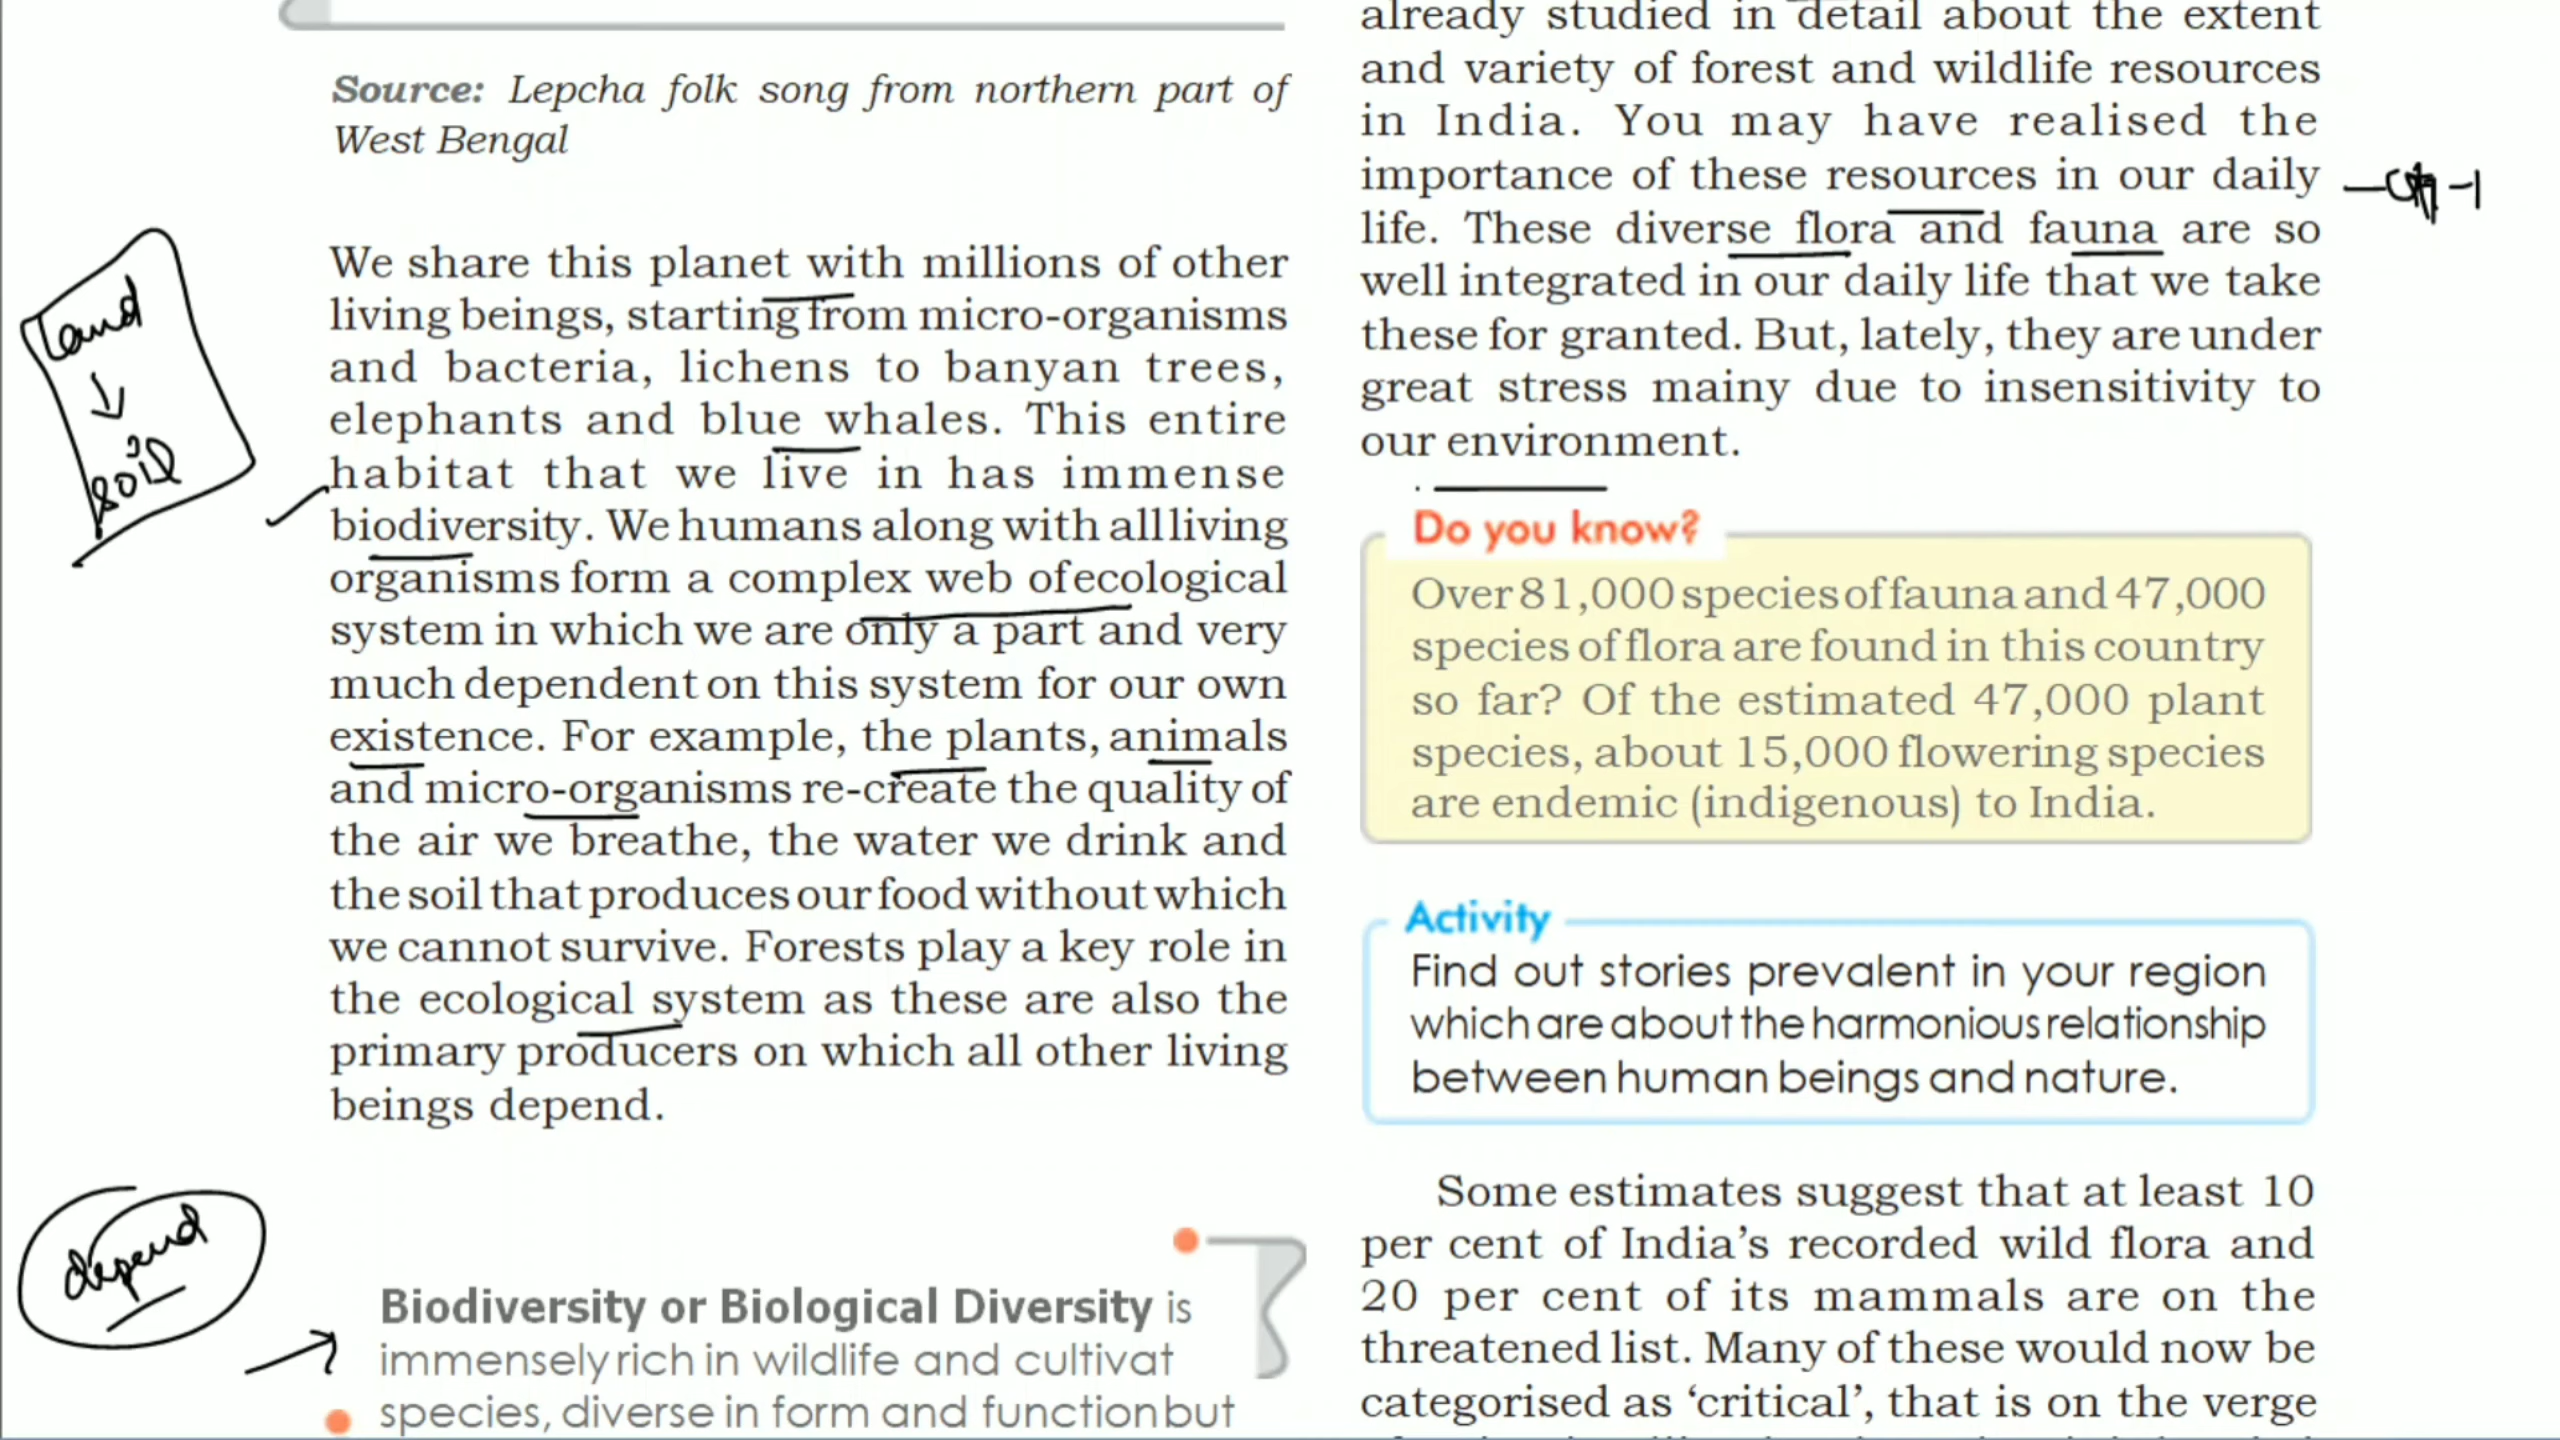 Source: Lepcha folk song from northern part of
West Bengal
land
soil
We share this planet with millions of other
living beings, starting from micro-organisms
and bacteria, lichens to banyan trees,
elephants and blue whales. This entire
habitat that we live in has immense
biodiversity. We humans along with all living
organisms form a complex web of ecological
system in which we are only a part and very
much dependent on this system for our own
existence. For example, the plants, animals
and micro-organisms re-create the quality of
the air we breathe, the water we drink and
the soil that produces our food without which
we cannot survive. Forests play a key role in
the ecological system as these are also the
primary producers on which all other living
beings depend.
depend
Biodiversity or Biological Diversity is
immensely rich in wildlife and cultivat
species, diverse in form and function but
already studied in detail about the extent
and variety of forest and wildlife resources
in India. You may have realised the
importance of these resources in our daily
life. These diverse flora and fauna are so
well integrated in our daily life that we take
these for granted. But, lately, they are under
great stress mainy due to insensitivity to
our environment.
Do you know?
Over 81,000 species of fauna and 47,000
species of flora are found in this country
so far? Of the estimated 47,000 plant
species, about 15,000 flowering species
are endemic (indigenous) to India.
Activity
Find out stories prevalent in your region
which are about the harmonious relationship
between human beings and nature.
Some estimates suggest that at least 10
per cent of India’s recorded wild flora and
20 per cent of its mammals are on the
threatened list. Many of these would now be
categorised as ‘critical’, that is on the verge